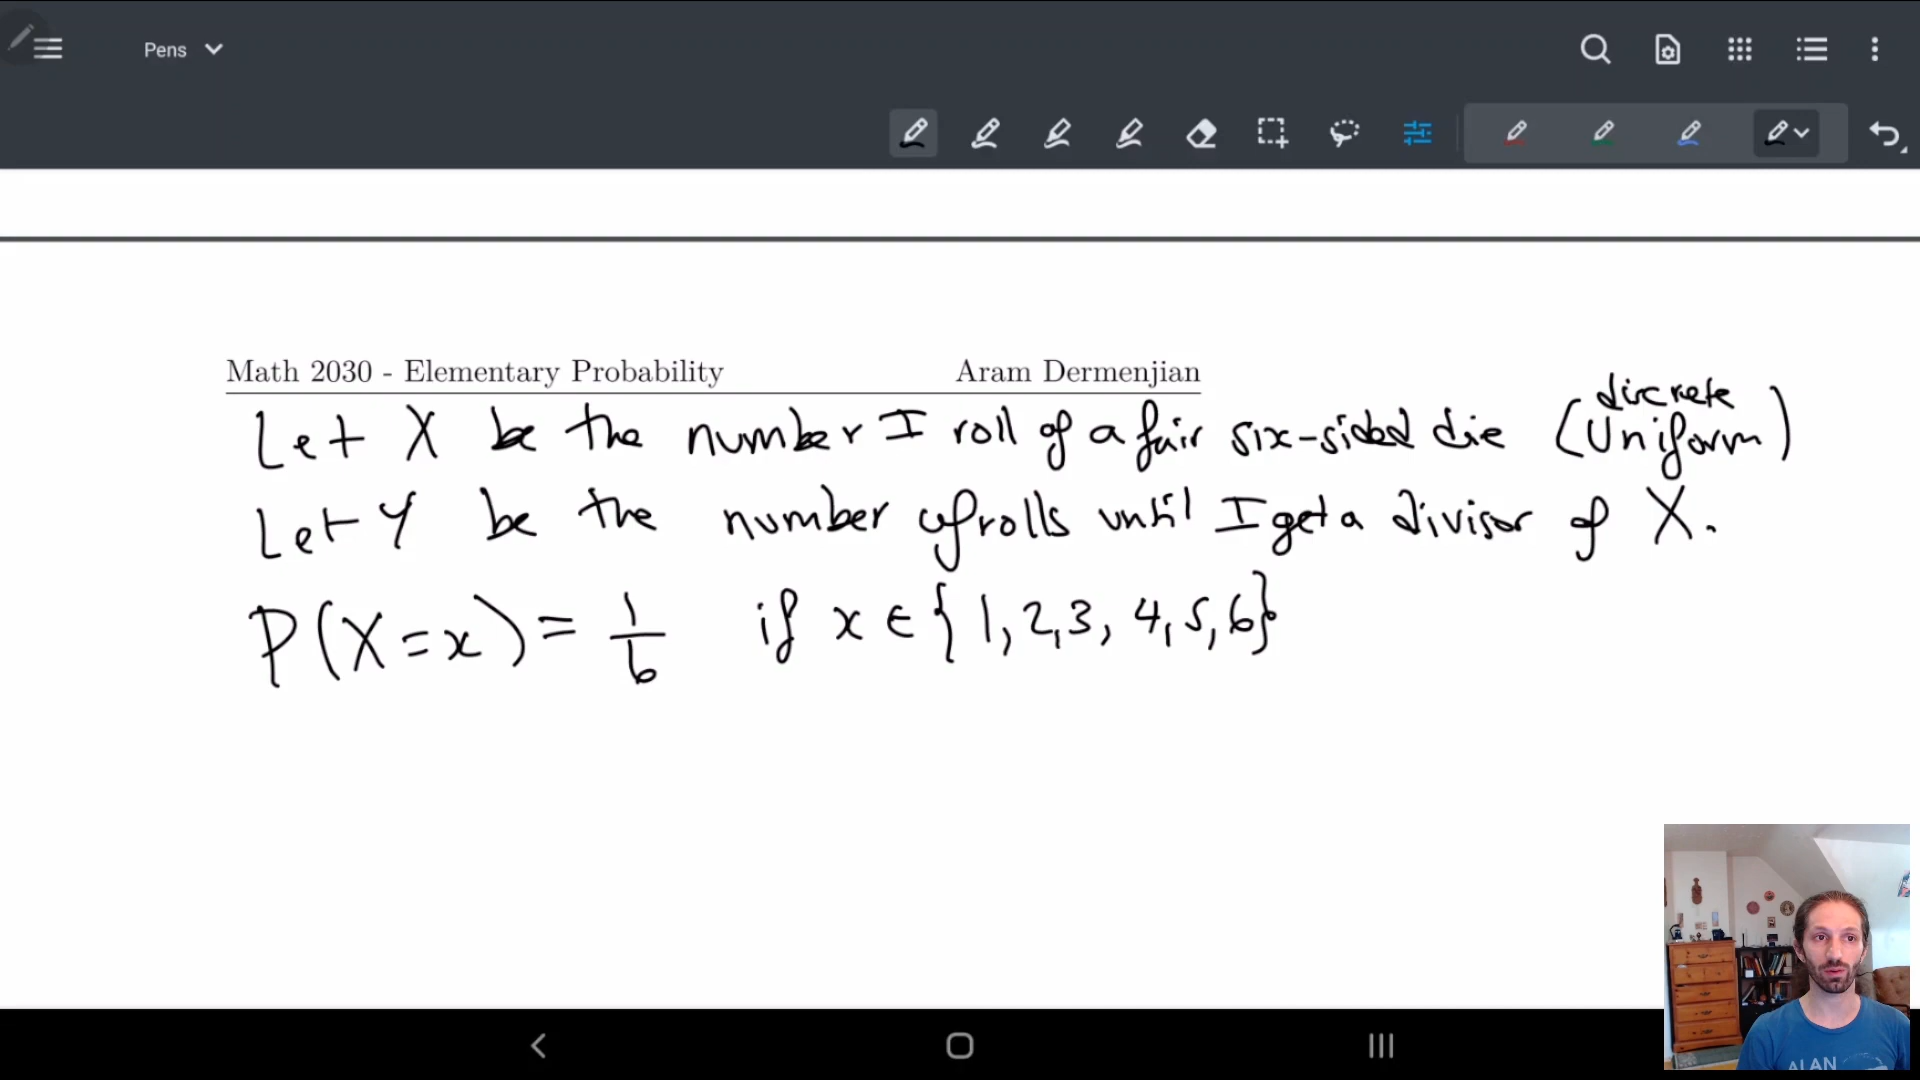 Pens
Math 2030 - Elementary Probability Aram Dermenjian
Let X be the number I roll of a fair six-sided die (discrete Uniform)
Let Y be the number of rolls until I get a divisor of X.
P(X=x) = 1/6 if x ∈ {1,2,3, 4,5,6}
ALAN